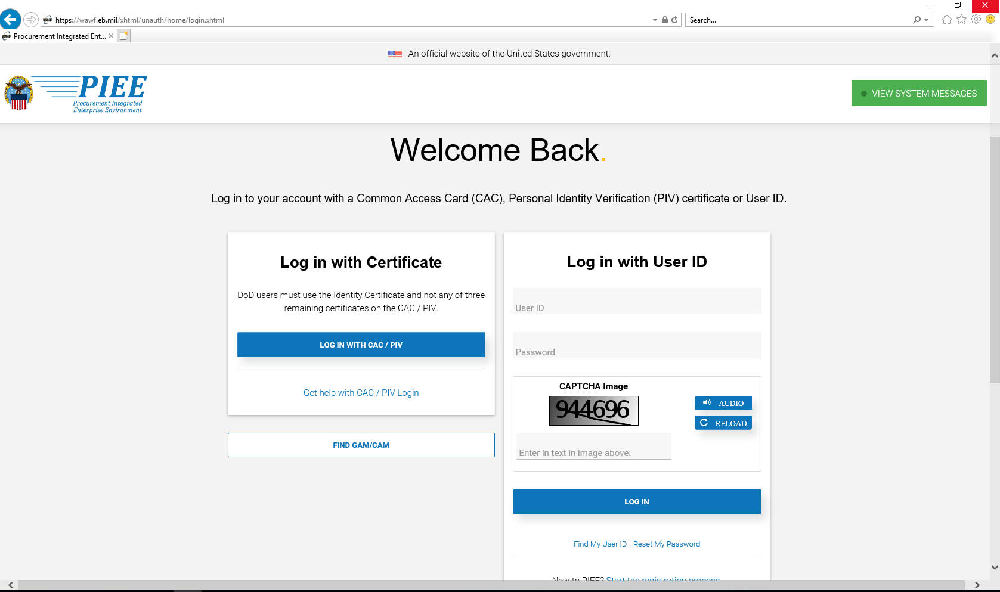 https://wawf.eb.mil/xhtml/unauth/home/login.xhtml
Search...
Procurement Integrated Ent...
An official website of the United States government.
PIEE
Procurement Integrated
Enterprise Environment
VIEW SYSTEM MESSAGES
Welcome Back.
Log in to your account with a Common Access Card (CAC), Personal Identity Verification (PIV) certificate or User ID.
Log in with Certificate
DoD users must use the Identity Certificate and not any of three
remaining certificates on the CAC / PIV.
LOG IN WITH CAC / PIV
Get help with CAC / PIV Login
FIND GAM/CAM
Log in with User ID
User ID
Password
CAPTCHA Image
944696
AUDIO
RELOAD
Enter in text in image above.
LOG IN
Find My User ID | Reset My Password
New to PIEE? Start the registration process